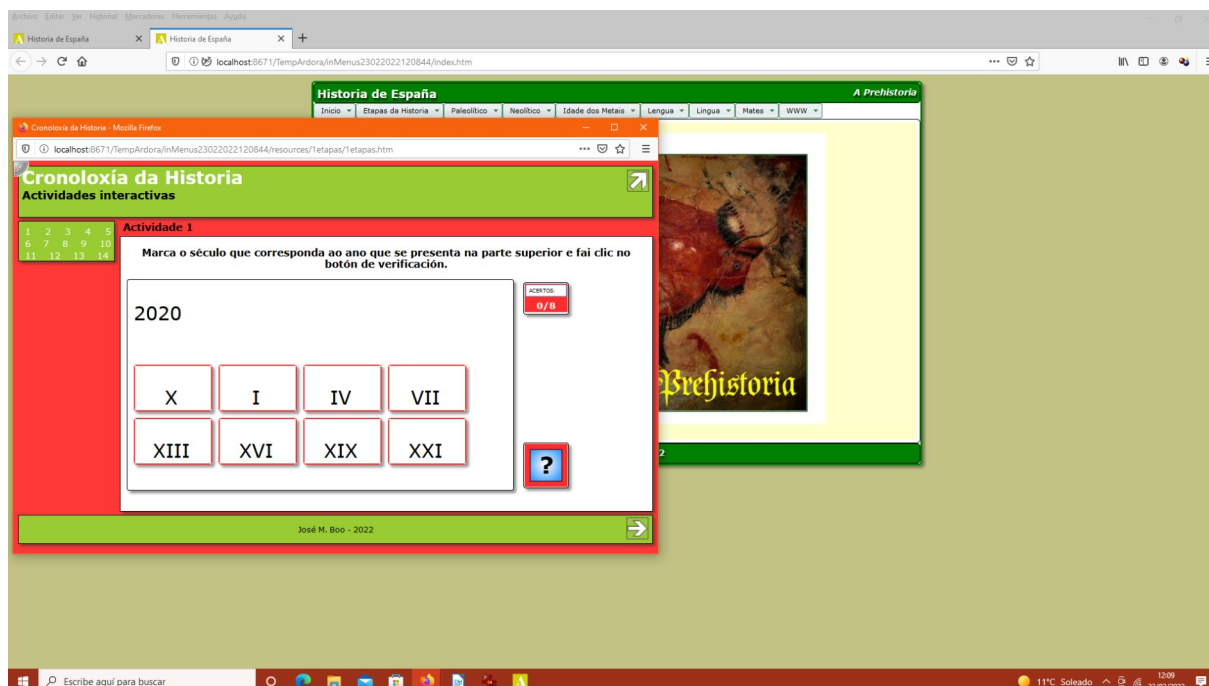 Archivo Editar Ver Historial Marcadores Herramientas Ayuda
Historia de España
Historia de España
localhost:8671/TempArdora/inMenus23022022120844/index.htm
Historia de España
A Prehistoria
Inicio Etapas da Historia Paleolítico Neolítico Idade dos Metais Lengua Lingua Mates WWW
Cronoloxía da Historia - Mozilla Firefox
localhost:8671/TempArdora/inMenus23022022120844/resources/1etapas/1etapas.htm
Cronoloxía da Historia
Actividades interactivas
1 2 3 4 5
6 7 8 9 10
11 12 13 14
Actividade 1
Marca o século que corresponda ao ano que se presenta na parte superior e fai clic no
botón de verificación.
2020
ACERTOS:
0/8
X I IV VII
XIII XVI XIX XXI
?
Prehistoria
2
José M. Boo - 2022
Escribe aquí para buscar
11°C Soleado
12:09